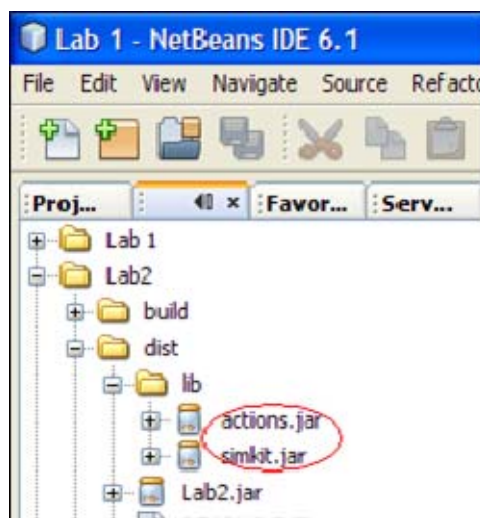 Lab 1 - NetBeans IDE 6.1
File Edit View Navigate Source Refacto
Proj... Favor... Serv...
Lab 1
Lab2
build
dist
lib
actions.jar
simkit.jar
Lab2.jar